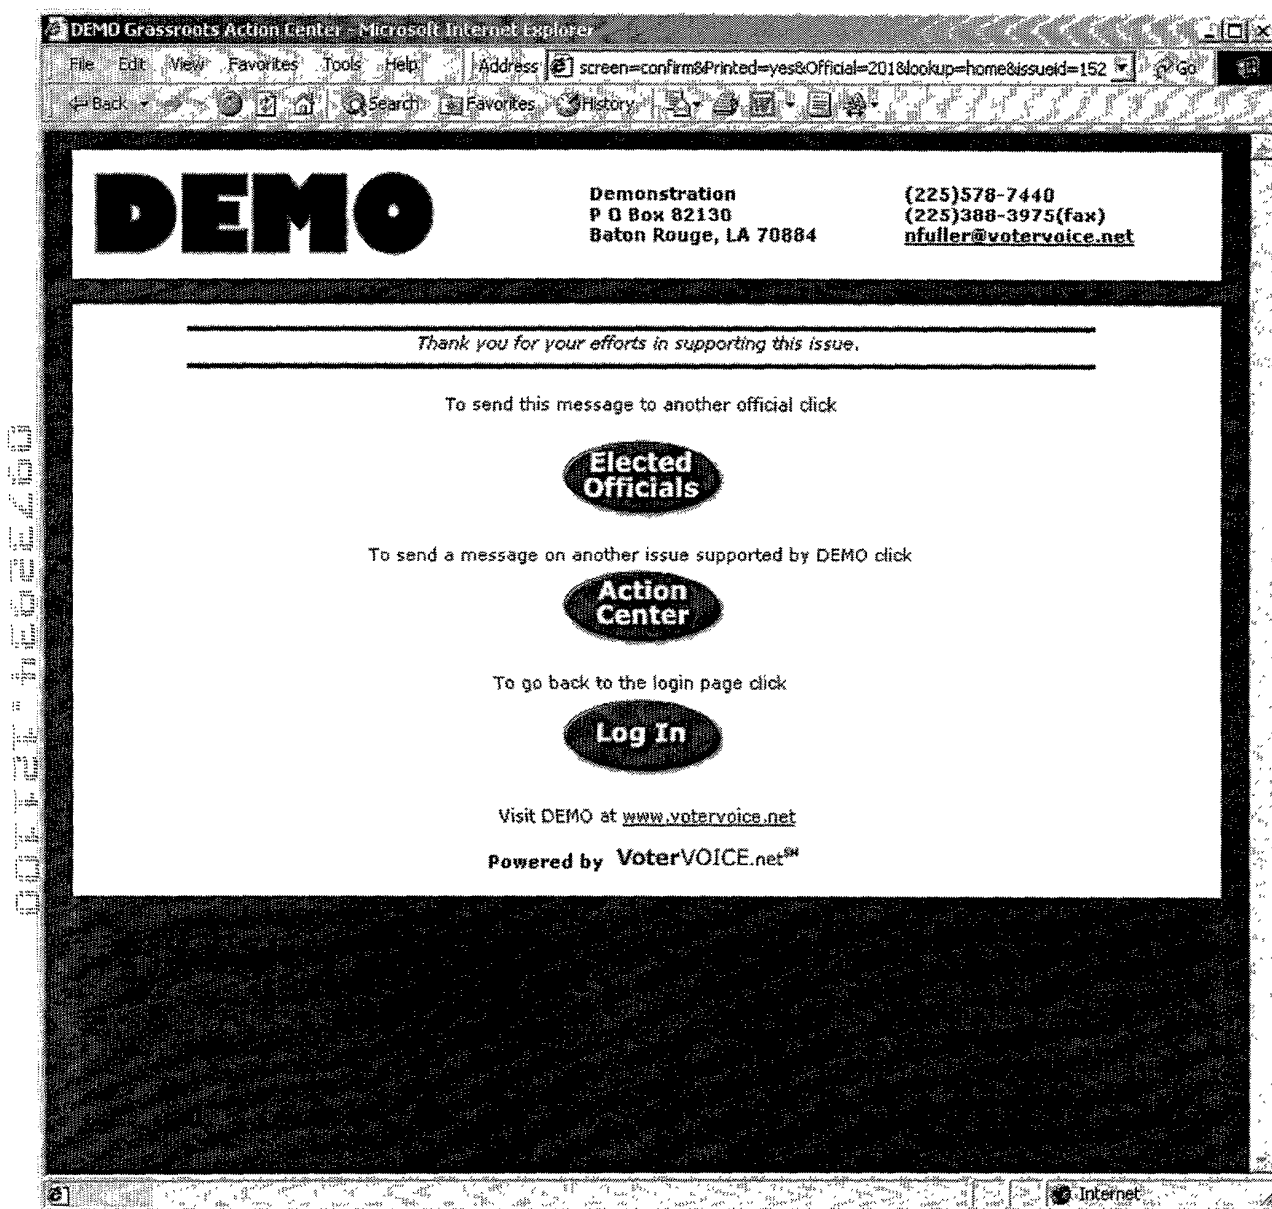 DEMO Grassroots Action Center - Microsoft Internet Explorer
File Edit View Favorites Tools Help Address screen=confirm&Printed=yes&Official=201&lookup=home&issueid=152 Go
Back Search Favorites History
DEMO
Demonstration
P O Box 82130
Baton Rouge, LA 70884
(225)578-7440
(225)388-3975(fax)
nfuller@votervoice.net
Thank you for your efforts in supporting this issue.
To send this message to another official click
Elected
Officials
To send a message on another issue supported by DEMO click
Action
Center
To go back to the login page click
Log In
Visit DEMO at www.votervoice.net
Powered by VoterVOICE.net SM
Internet